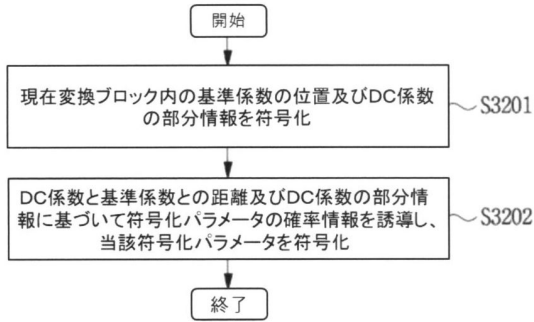 開始
現在変換ブロック内の基準係数の位置及びDC係数
の部分情報を符号化
S3201
DC係数と基準係数との距離及びDC係数の部分情
報に基づいて符号化パラメータの確率情報を誘導し、
当該符号化パラメータを符号化
S3202
終了